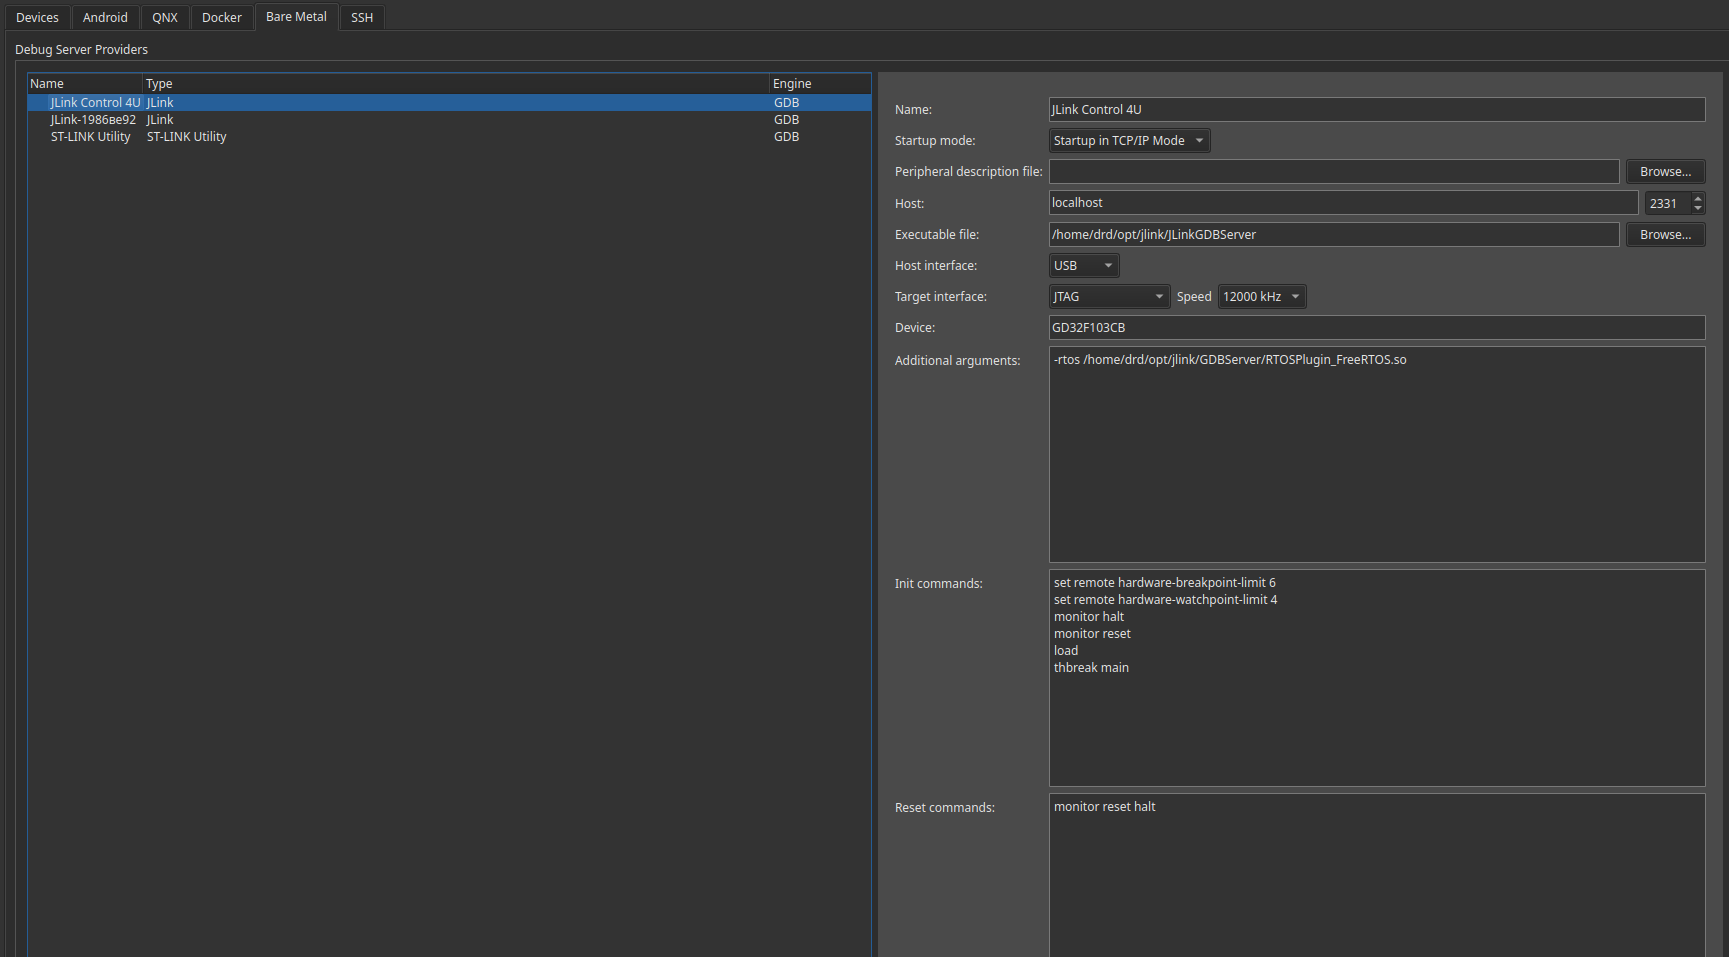 Devices Android QNX Docker Bare Metal SSH
Debug Server Providers
Name Type Engine
JLink Control 4U JLink GDB
JLink-1986ве92 JLink GDB
ST-LINK Utility ST-LINK Utility GDB
Name: JLink Control 4U
Startup mode: Startup in TCP/IP Mode
Peripheral description file: Browse...
Host: localhost 2331
Executable file: /home/drd/opt/jlink/JLinkGDBServer Browse...
Host interface: USB
Target interface: JTAG Speed 12000 kHz
Device: GD32F103CB
Additional arguments: -rtos /home/drd/opt/jlink/GDBServer/RTOSPlugin_FreeRTOS.so
Init commands: set remote hardware-breakpoint-limit 6
set remote hardware-watchpoint-limit 4
monitor halt
monitor reset
load
thbreak main
Reset commands: monitor reset halt